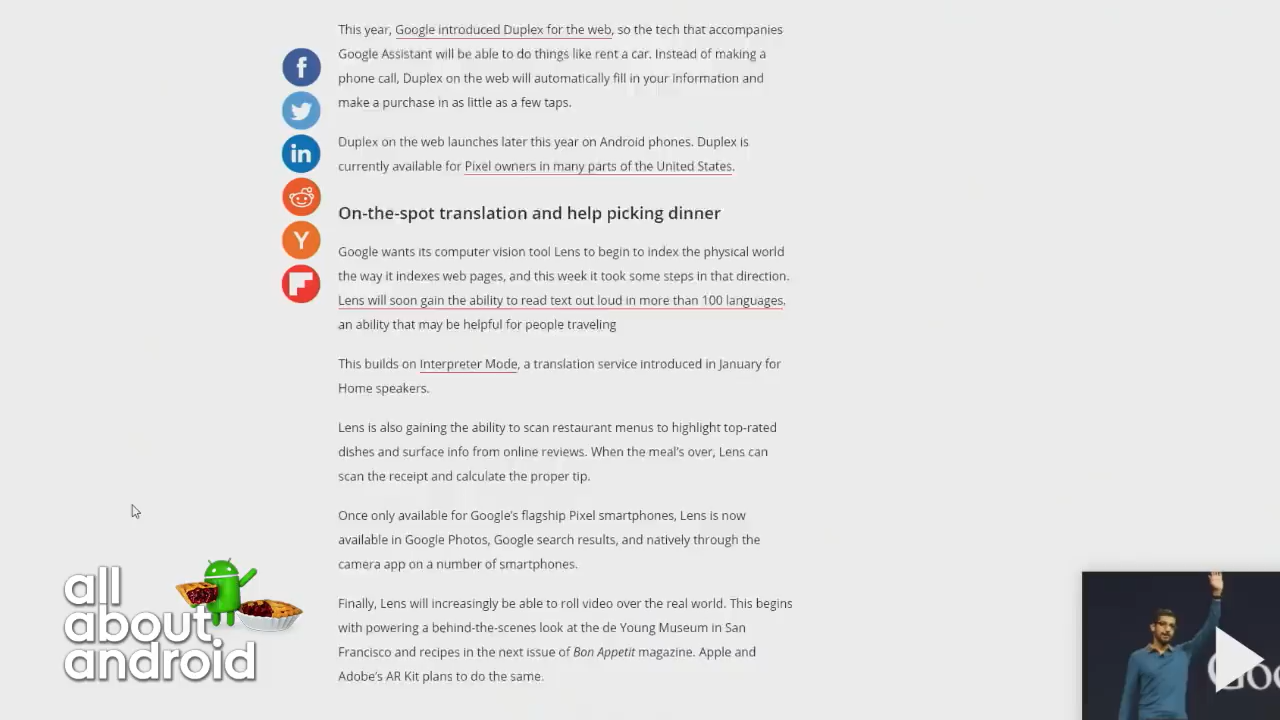 This year, Google introduced Duplex for the web, so the tech that accompanies
Google Assistant will be able to do things like rent a car. Instead of making a
phone call, Duplex on the web will automatically fill in your information and
make a purchase in as little as a few taps.
Duplex on the web launches later this year on Android phones. Duplex is
currently available for Pixel owners in many parts of the United States.
On-the-spot translation and help picking dinner
Google wants its computer vision tool Lens to begin to index the physical world
the way it indexes web pages, and this week it took some steps in that direction.
Lens will soon gain the ability to read text out loud in more than 100 languages,
an ability that may be helpful for people traveling
This builds on Interpreter Mode, a translation service introduced in January for
Home speakers.
Lens is also gaining the ability to scan restaurant menus to highlight top-rated
dishes and surface info from online reviews. When the meal's over, Lens can
scan the receipt and calculate the proper tip.
Once only available for Google's flagship Pixel smartphones, Lens is now
available in Google Photos, Google search results, and natively through the
camera app on a number of smartphones.
Finally, Lens will increasingly be able to roll video over the real world. This begins
with powering a behind-the-scenes look at the de Young Museum in San
Francisco and recipes in the next issue of Bon Appetit magazine. Apple and
Adobe's AR Kit plans to do the same.
f
in
Y
all
about
android
Goo